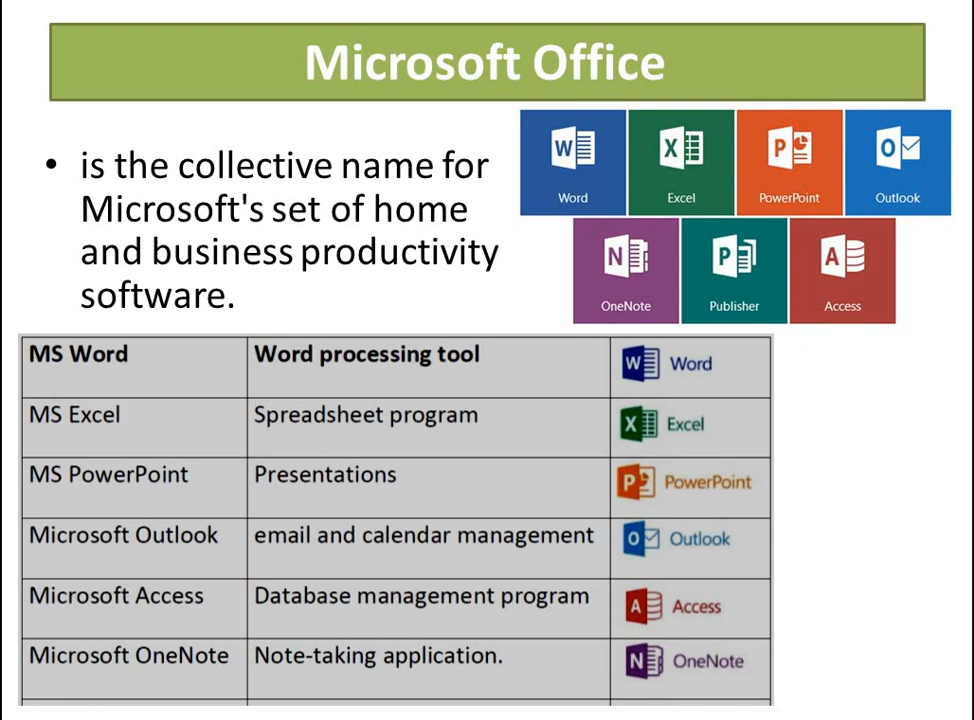 Microsoft Office
• is the collective name for
Microsoft's set of home
and business productivity
software.
W Word
X Excel
P PowerPoint
O Outlook
N OneNote
P Publisher
A Access
MS Word Word processing tool W Word
MS Excel Spreadsheet program X Excel
MS PowerPoint Presentations P PowerPoint
Microsoft Outlook email and calendar management O Outlook
Microsoft Access Database management program A Access
Microsoft OneNote Note-taking application. N OneNote